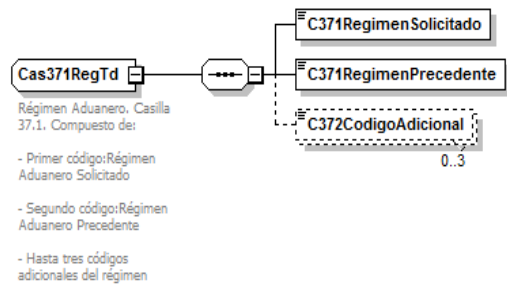 C371RegimenSolicitado
Cas371RegTd
C371RegimenPrecedente
C372CodigoAdicional
0..3
Régimen Aduanero. Casilla
37.1. Compuesto de:
- Primer código:Régimen
Aduanero Solicitado
- Segundo código:Régimen
Aduanero Precedente
- Hasta tres códigos
adicionales del régimen